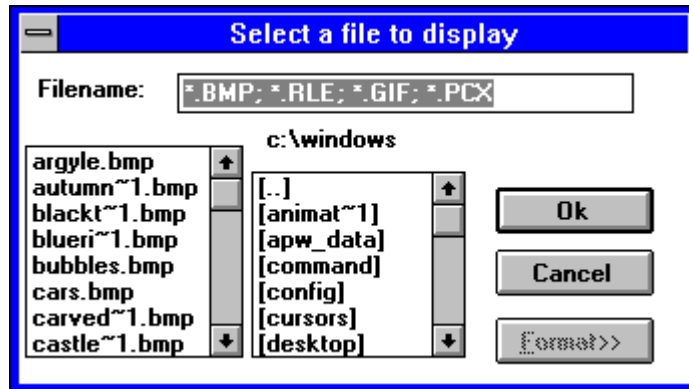 Select a file to display
Filename: *.BMP; *.RLE; *.GIF; *.PCX
c:\windows
argyle.bmp
autumn~1.bmp
blackt~1.bmp
blueri~1.bmp
bubbles.bmp
cars.bmp
carved~1.bmp
castle~1.bmp
[..]
[animat~1]
[apw_data]
[command]
[config]
[cursors]
[desktop]
Ok
Cancel
Format>>